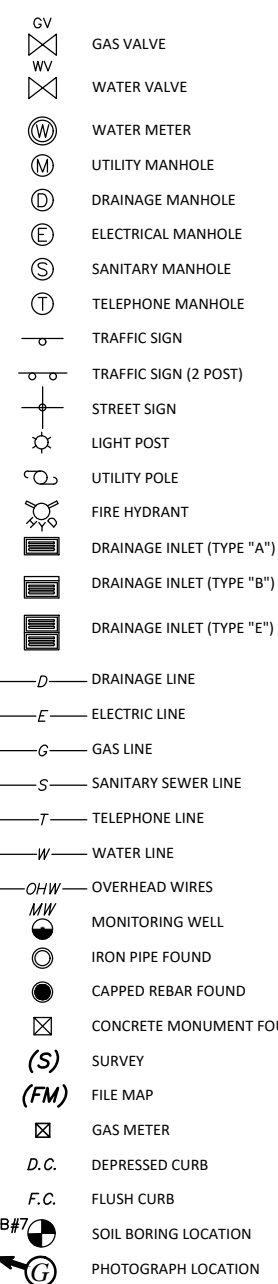 GV
GAS VALVE
WV
WATER VALVE
W WATER METER
M UTILITY MANHOLE
D DRAINAGE MANHOLE
E ELECTRICAL MANHOLE
S SANITARY MANHOLE
T TELEPHONE MANHOLE
TRAFFIC SIGN
TRAFFIC SIGN (2 POST)
STREET SIGN
LIGHT POST
UTILITY POLE
FIRE HYDRANT
DRAINAGE INLET (TYPE "A")
DRAINAGE INLET (TYPE "B")
DRAINAGE INLET (TYPE "E")
D DRAINAGE LINE
E ELECTRIC LINE
G GAS LINE
S SANITARY SEWER LINE
T TELEPHONE LINE
W WATER LINE
OHW OVERHEAD WIRES
MW
MONITORING WELL
IRON PIPE FOUND
CAPPED REBAR FOUND
CONCRETE MONUMENT FOU
(S) SURVEY
(FM) FILE MAP
GAS METER
D.C. DEPRESSED CURB
F.C. FLUSH CURB
B#7 SOIL BORING LOCATION
G PHOTOGRAPH LOCATION